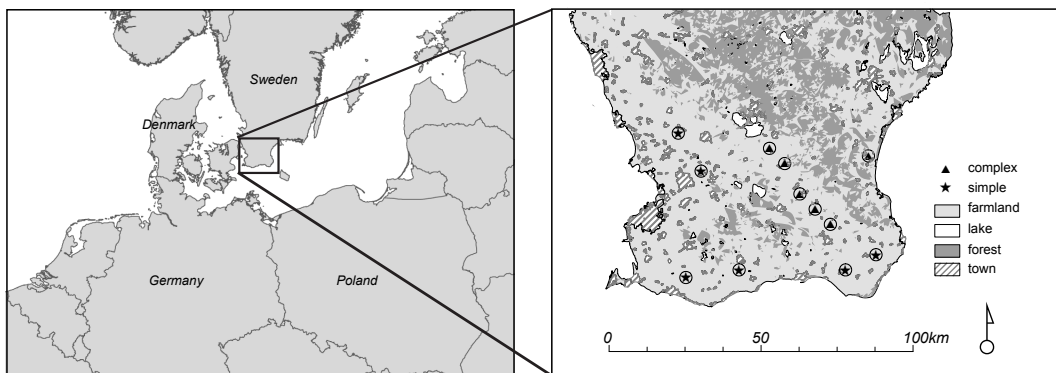 Sweden
Denmark
Germany
Poland
complex
simple
farmland
lake
forest
town
0 50 100km